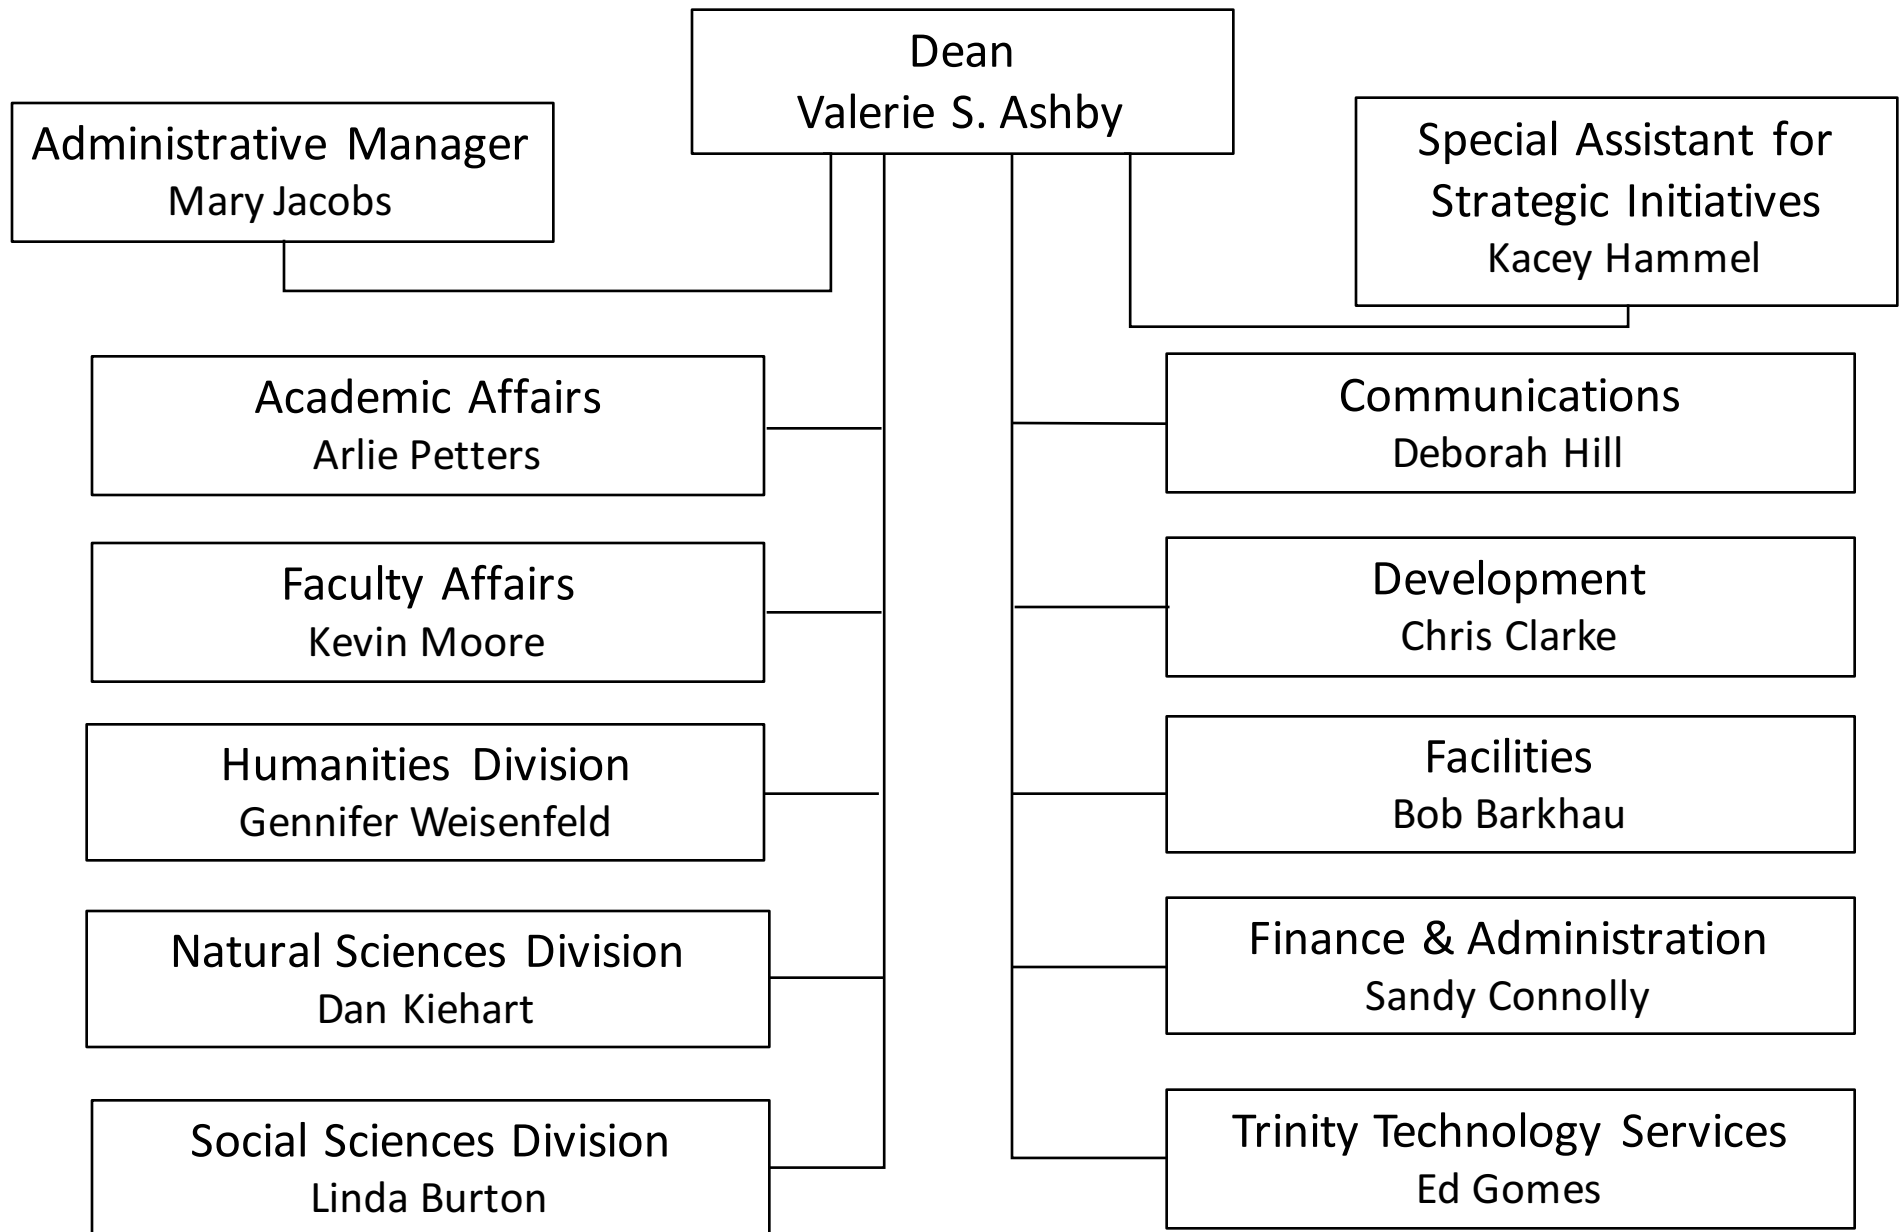 Dean
Valerie S. Ashby
Administrative Manager
Mary Jacobs
Special Assistant for
Strategic Initiatives
Kacey Hammel
Academic Affairs
Arlie Petters
Faculty Affairs
Kevin Moore
Humanities Division
Gennifer Weisenfeld
Natural Sciences Division
Dan Kiehart
Social Sciences Division
Linda Burton
Communications
Deborah Hill
Development
Chris Clarke
Facilities
Bob Barkhau
Finance & Administration
Sandy Connolly
Trinity Technology Services
Ed Gomes